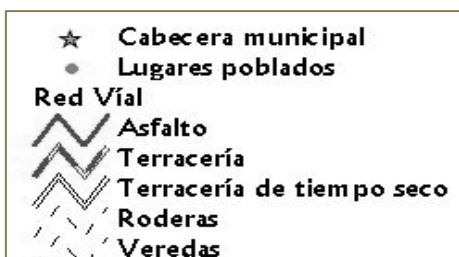 Cabecera municipal
Lugares poblados
Red Víal
Asfalto
Terracería
Terracería de tiempo seco
Roderas
Veredas